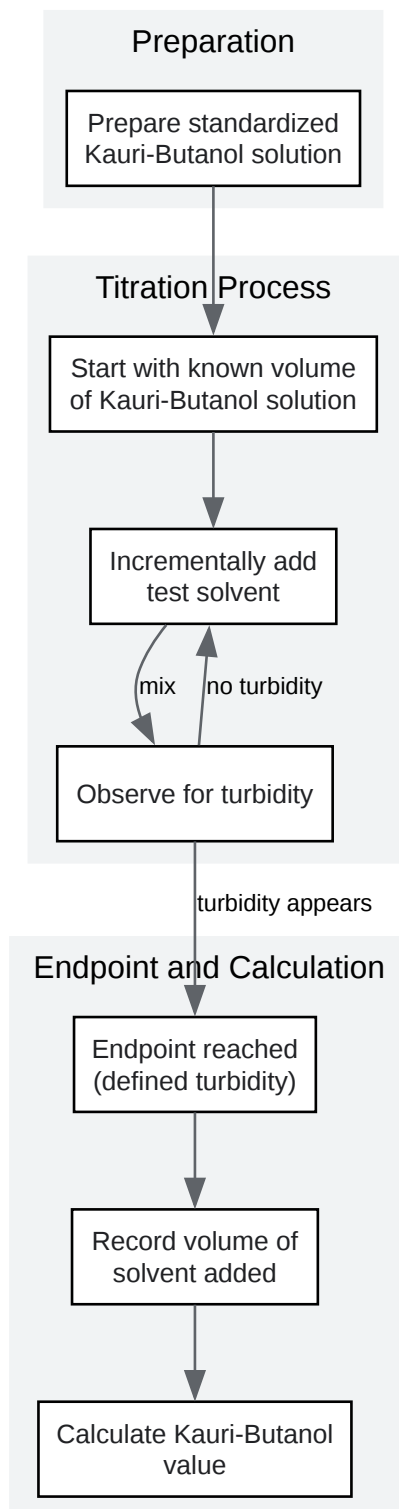 Preparation
Prepare standardized
Kauri-Butanol solution
Titration Process
Start with known volume
of Kauri-Butanol solution
Incrementally add
test solvent
mix
no turbidity
Observe for turbidity
turbidity appears
Endpoint and Calculation
Endpoint reached
(defined turbidity)
Record volume of
solvent added
Calculate Kauri-Butanol
value